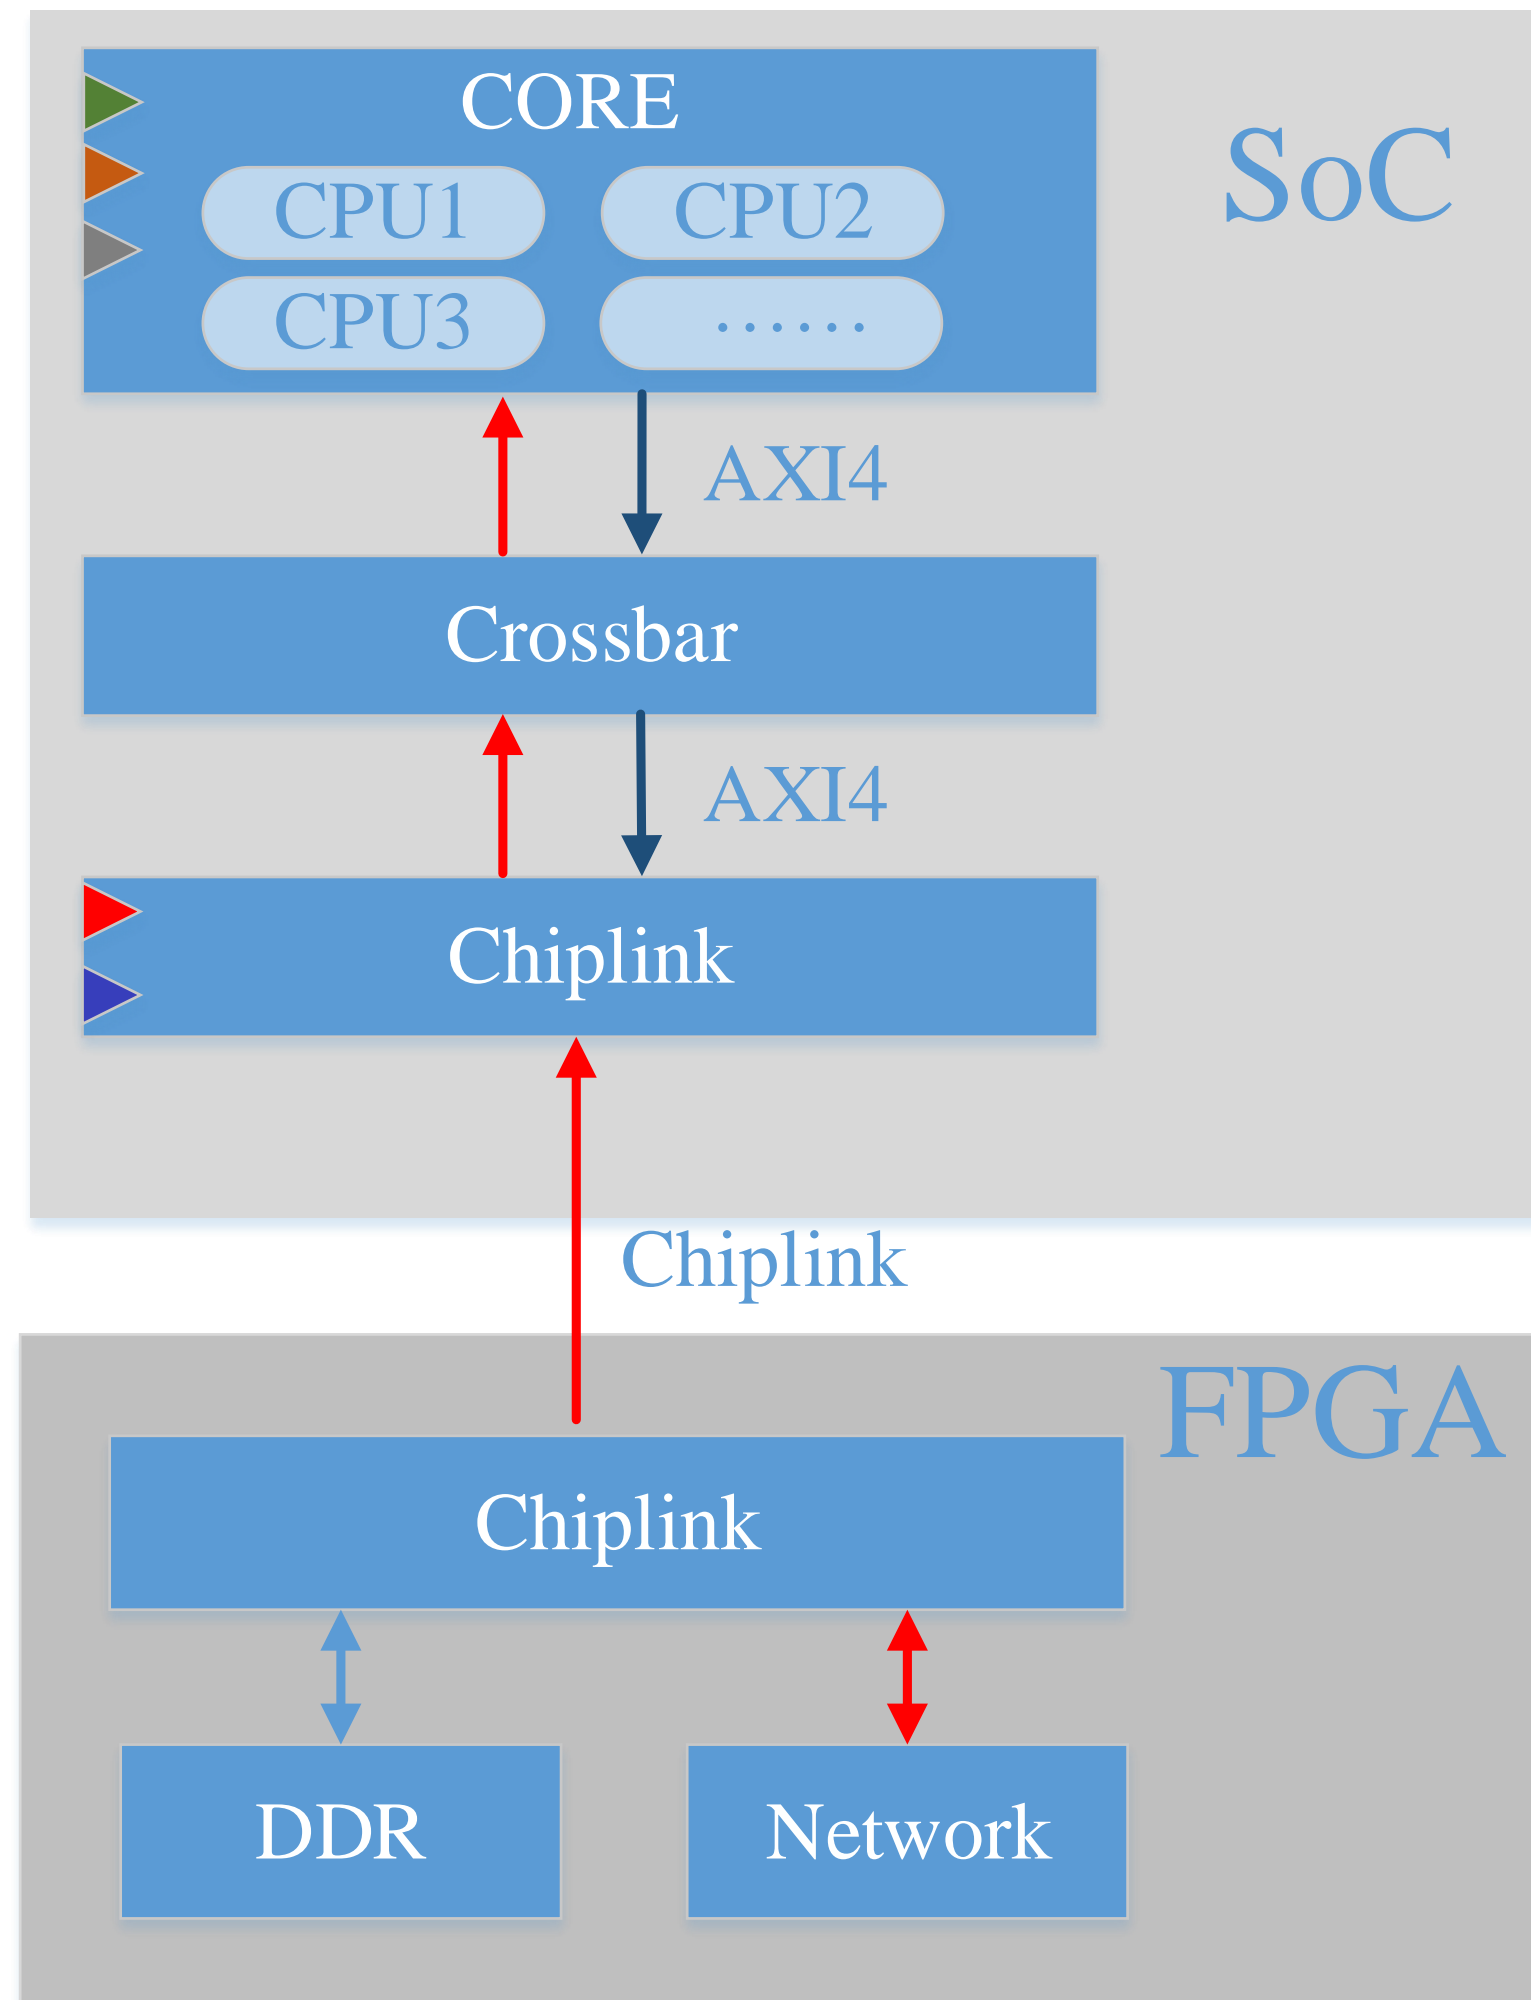 CORE
SoC
CPU1 CPU2
CPU3 ······
AXI4
Crossbar
AXI4
Chiplink
Chiplink
FPGA
Chiplink
DDR Network